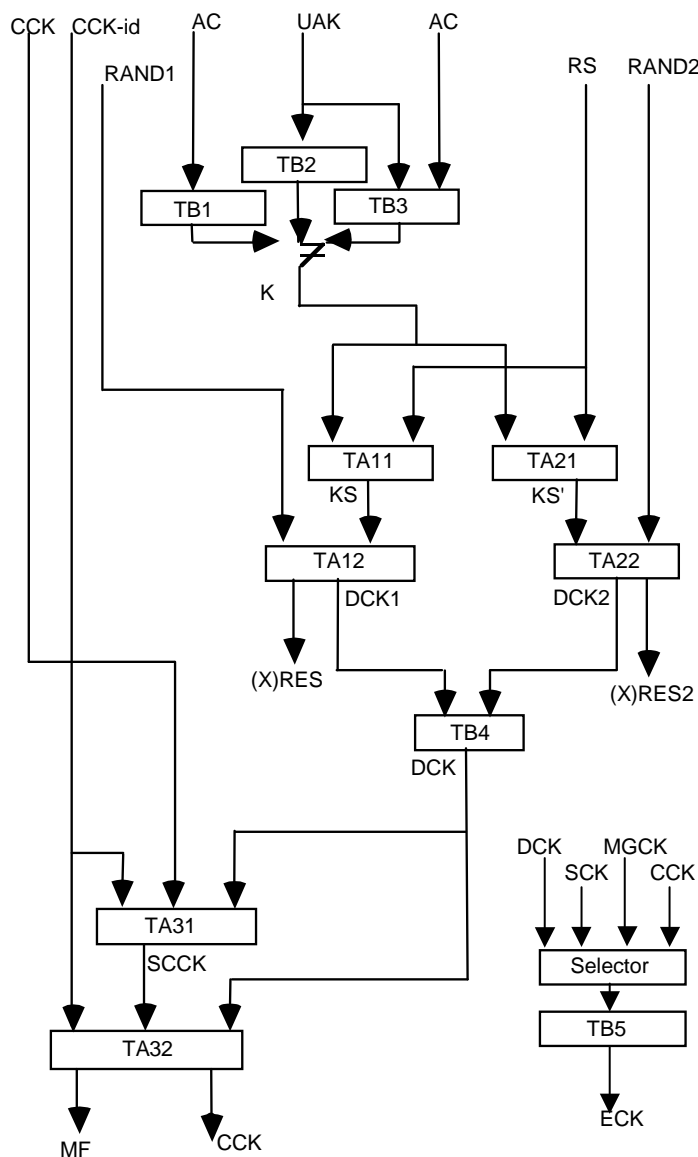 CCK CCK-id AC UAK AC
RAND1 RS RAND2
TB2
TB1 TB3
K
TA11 TA21
KS KS'
TA12 TA22
DCK1 DCK2
(X)RES (X)RES2
TB4
DCK
DCK MGCK
SCK CCK
TA31
SCCK Selector
TB5
TA32
ECK
MF CCK